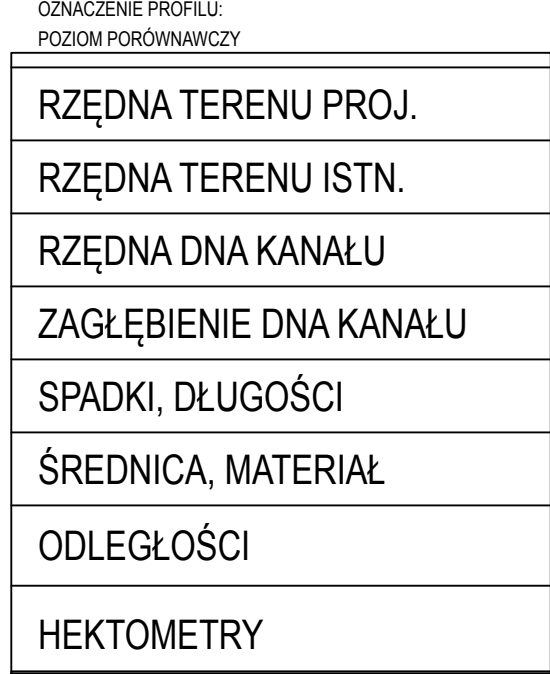 OZNACZENIE PROFILU:
POZIOM PORÓWNAWCZY
RZĘDNA TERENU PROJ.
RZĘDNA TERENU ISTN.
RZĘDNA DNA KANAŁU
ZAGŁĘBIENIE DNA KANAŁU
SPADKI, DŁUGOŚCI
ŚREDNICA, MATERIAŁ
ODLEGŁOŚCI
HEKTOMETRY